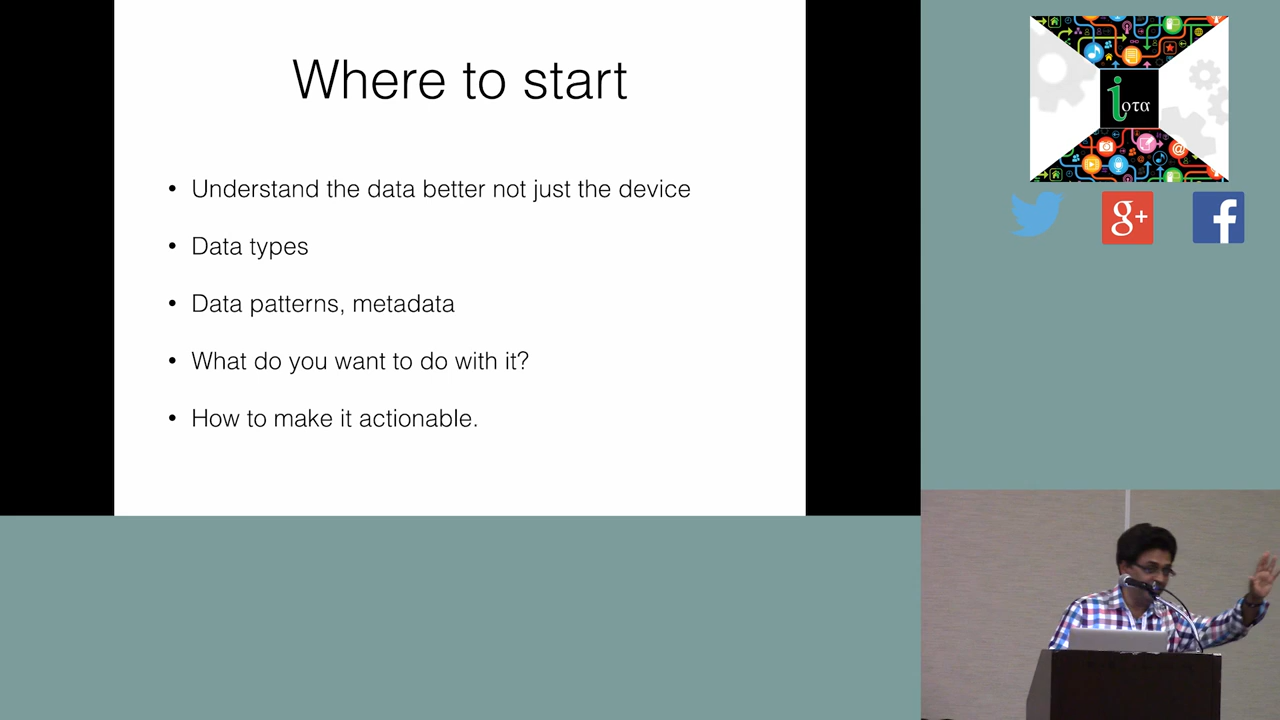 Where to start
• Understand the data better not just the device
• Data types
• Data patterns, metadata
• What do you want to do with it?
• How to make it actionable.
iοτα
g+
f